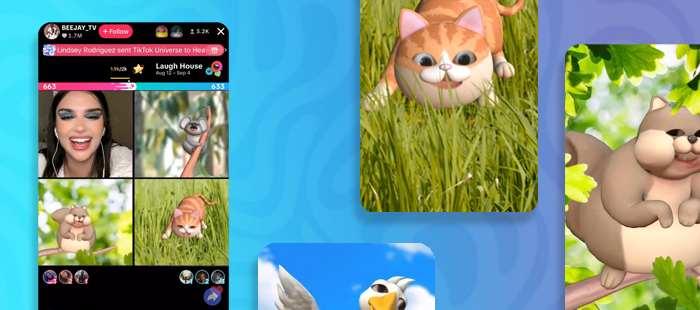 BEEJAY_TV
1.7M
+ Follow
5.2K
Lindsey Rodriguez sent TikTok Universe to Hea
1.9k/2k
Laugh House
Aug 12 - Sep 4
663
633